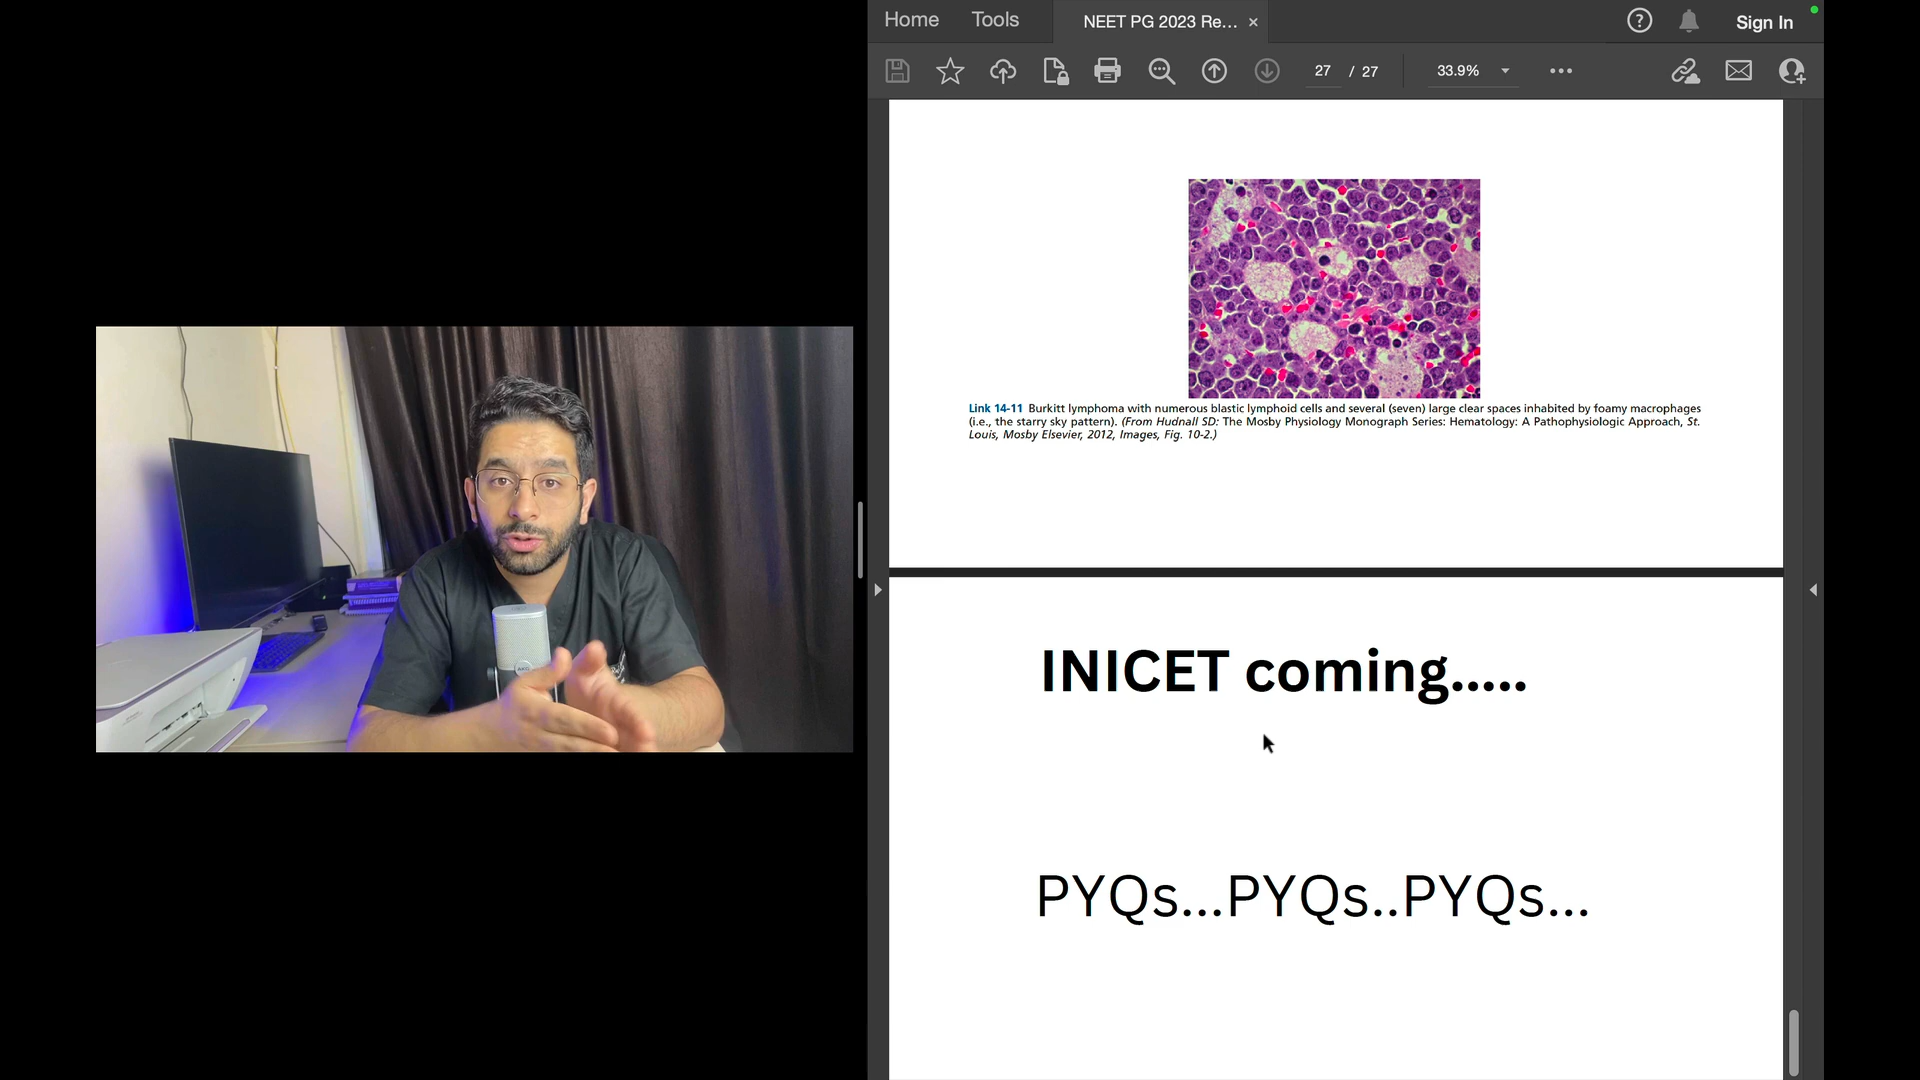 Home Tools NEET PG 2023 Re... × Sign In
27 / 27 33.9%
Link 14-11 Burkitt lymphoma with numerous blastic lymphoid cells and several (seven) large clear spaces inhabited by foamy macrophages
(i.e., the starry sky pattern). (From Hudnall SD: The Mosby Physiology Monograph Series: Hematology: A Pathophysiologic Approach, St.
Louis, Mosby Elsevier, 2012, Images, Fig. 10-2.)
INICET coming.....
PYQs...PYQs..PYQs...